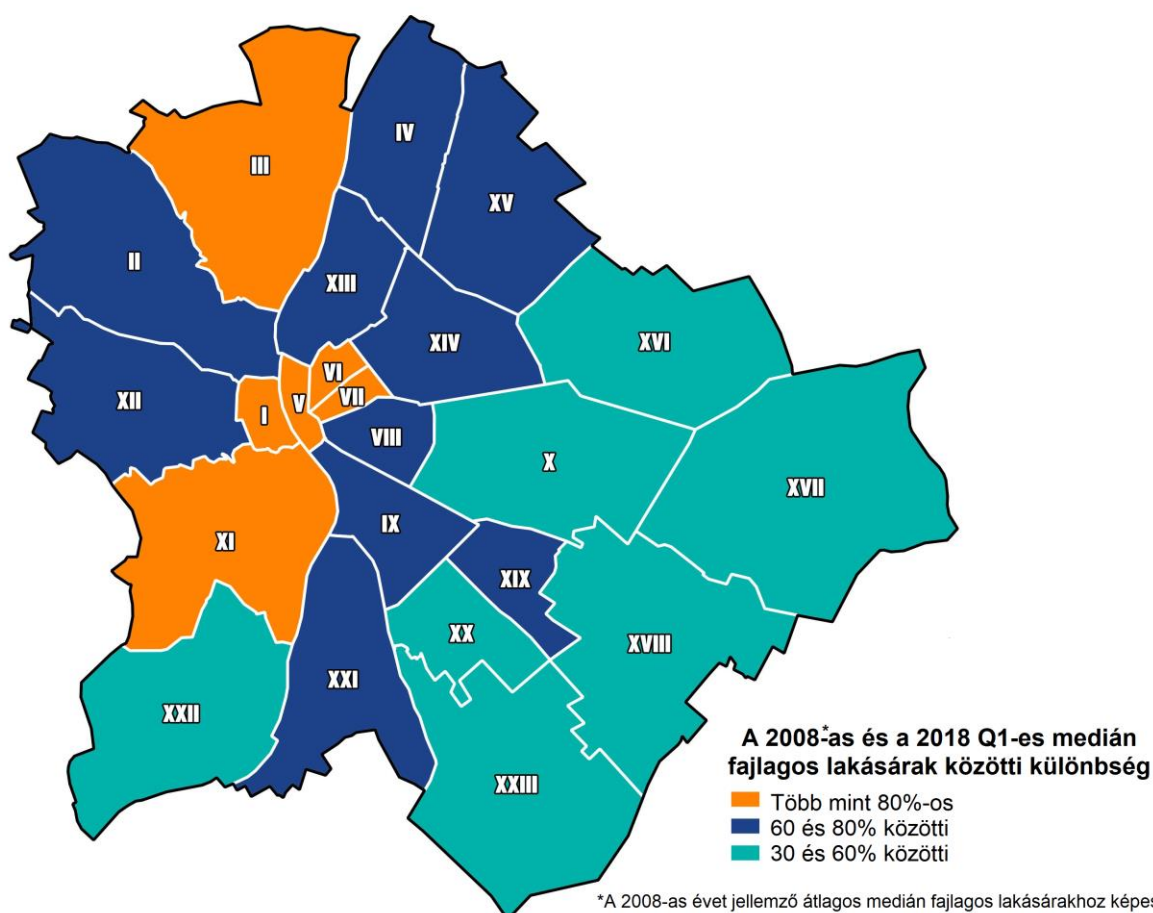 IV
III
XV
II
XIII
XIV
XVI
VI
XII
V
VII
I
VIII
X
XVII
IX
XI
XIX
XX
XVIII
XXI
XXII
XXIII
A 2008*-as és a 2018 Q1-es medián
fajlagos lakásárak közötti különbség
Több mint 80%-os
60 és 80% közötti
30 és 60% közötti
*A 2008-as évet jellemző átlagos medián fajlagos lakásárakhoz képes